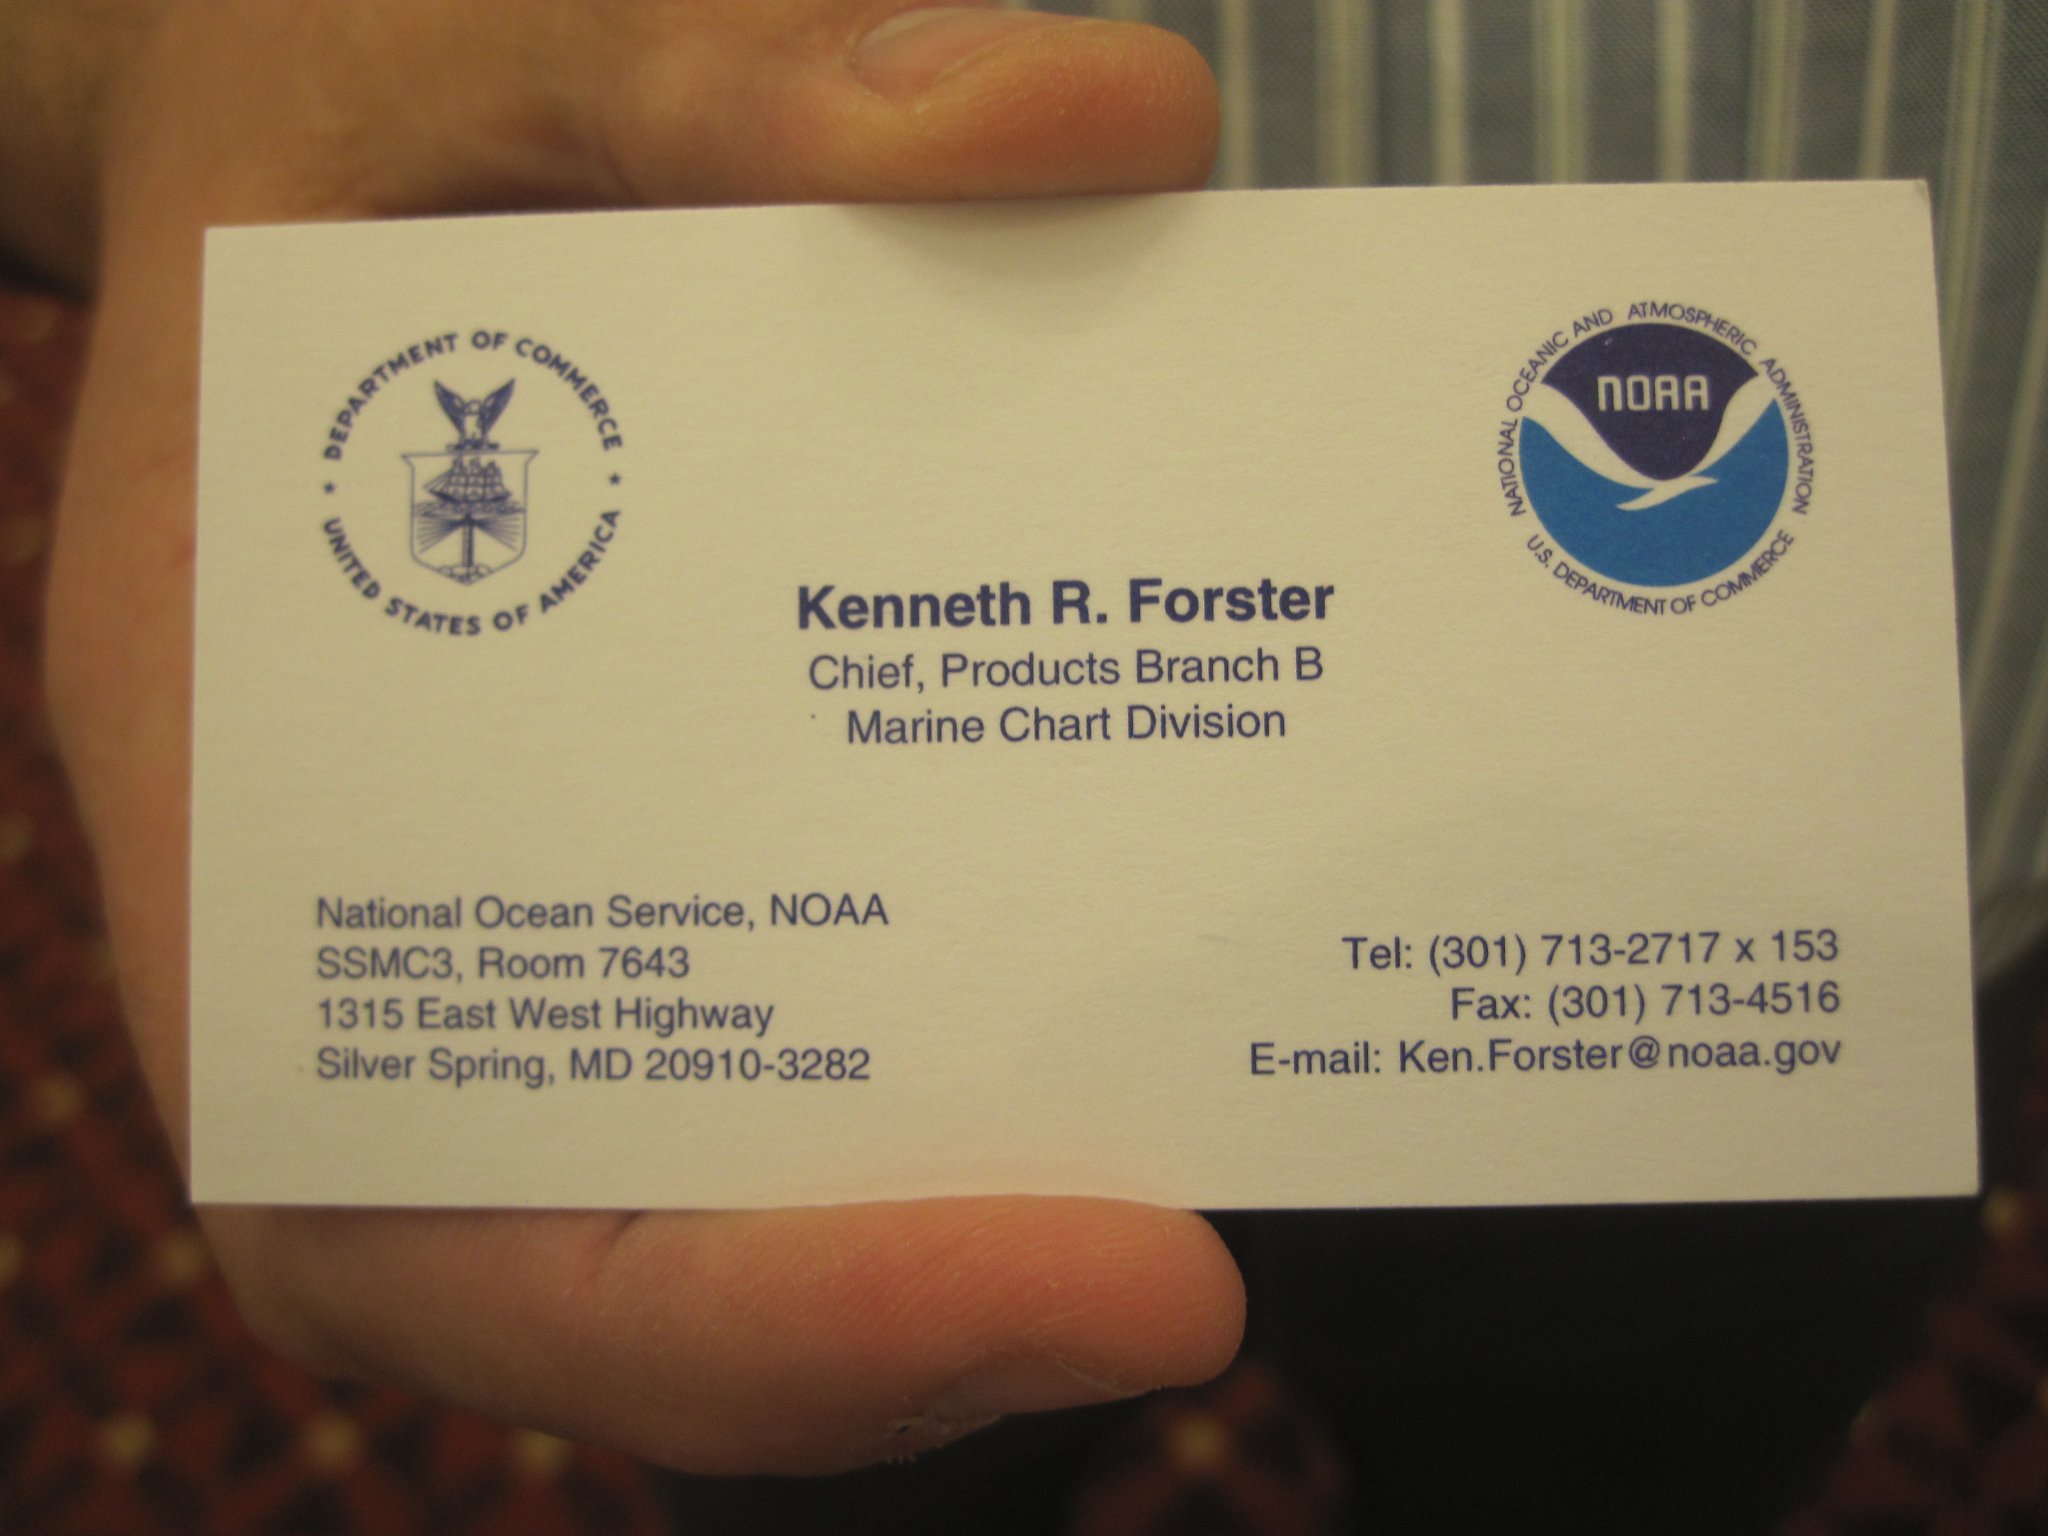 DEPARTMENT OF COMMERCE
UNITED STATES OF AMERICA
NATIONAL OCEANIC AND ATMOSPHERIC ADMINISTRATION
NOAA
U.S. DEPARTMENT OF COMMERCE
Kenneth R. Forster
Chief, Products Branch B
Marine Chart Division
National Ocean Service, NOAA
SSMC3, Room 7643
1315 East West Highway
Silver Spring, MD 20910-3282
Tel: (301) 713-2717 x 153
Fax: (301) 713-4516
E-mail: Ken.Forster@noaa.gov